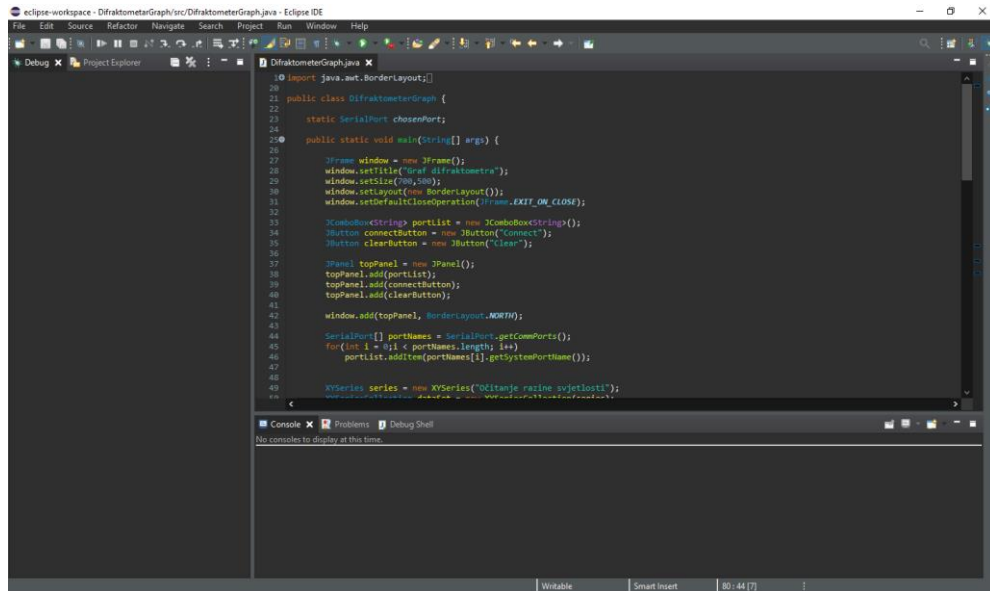 eclipse-workspace - DifraktometarGraph/src/DifraktometerGraph.java - Eclipse IDE
File Edit Source Refactor Navigate Search Project Run Window Help
Debug Project Explorer
DifraktometerGraph.java
1 import java.awt.BorderLayout;
20
21 public class DifraktometerGraph {
22
23 static SerialPort chosenPort;
24
25 public static void main(String[] args) {
26
27 JFrame window = new JFrame();
28 window.setTitle("Graf difraktometra");
29 window.setSize(700,500);
30 window.setLayout(new BorderLayout());
31 window.setDefaultCloseOperation(JFrame.EXIT_ON_CLOSE);
32
33 JComboBox<String> portList = new JComboBox<String>();
34 JButton connectButton = new JButton("Connect");
35 JButton clearButton = new JButton("Clear");
36
37 JPanel topPanel = new JPanel();
38 topPanel.add(portList);
39 topPanel.add(connectButton);
40 topPanel.add(clearButton);
41
42 window.add(topPanel, BorderLayout.NORTH);
43
44 SerialPort[] portNames = SerialPort.getCommPorts();
45 for(int i = 0;i < portNames.length; i++)
46 portList.addItem(portNames[i].getSystemPortName());
47
48
49 XYSeries series = new XYSeries("Očitanje razine svjetlosti");
50 XYSeriesCollection dataSet = new XYSeriesCollection(series);
Console Problems Debug Shell
No consoles to display at this time.
Writable Smart Insert 80 : 44 [7]